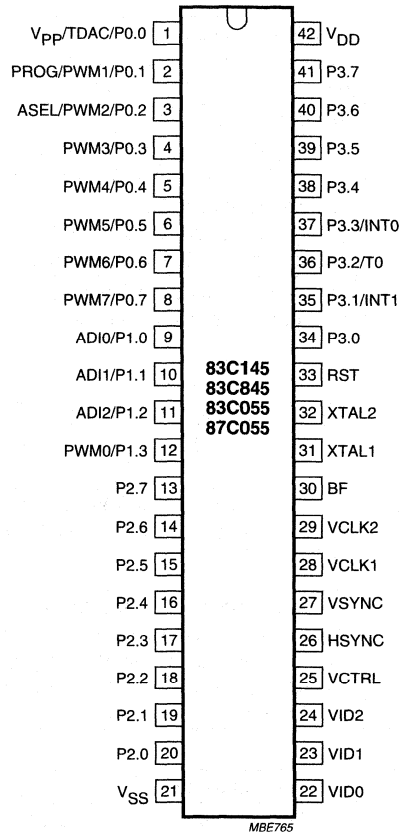 VPP/TDAC/P0.0 1 42 VDD
PROG/PWM1/P0.1 2 41 P3.7
ASEL/PWM2/P0.2 3 40 P3.6
PWM3/P0.3 4 39 P3.5
PWM4/P0.4 5 38 P3.4
PWM5/P0.5 6 37 P3.3/INT0
PWM6/P0.6 7 36 P3.2/T0
PWM7/P0.7 8 35 P3.1/INT1
ADI0/P1.0 9 34 P3.0
83C145
ADI1/P1.1 10 33 RST
83C845
83C055
ADI2/P1.2 11 32 XTAL2
87C055
PWM0/P1.3 12 31 XTAL1
P2.7 13 30 BF
P2.6 14 29 VCLK2
P2.5 15 28 VCLK1
P2.4 16 27 VSYNC
P2.3 17 26 HSYNC
P2.2 18 25 VCTRL
P2.1 19 24 VID2
P2.0 20 23 VID1
VSS 21 22 VID0
MBE765